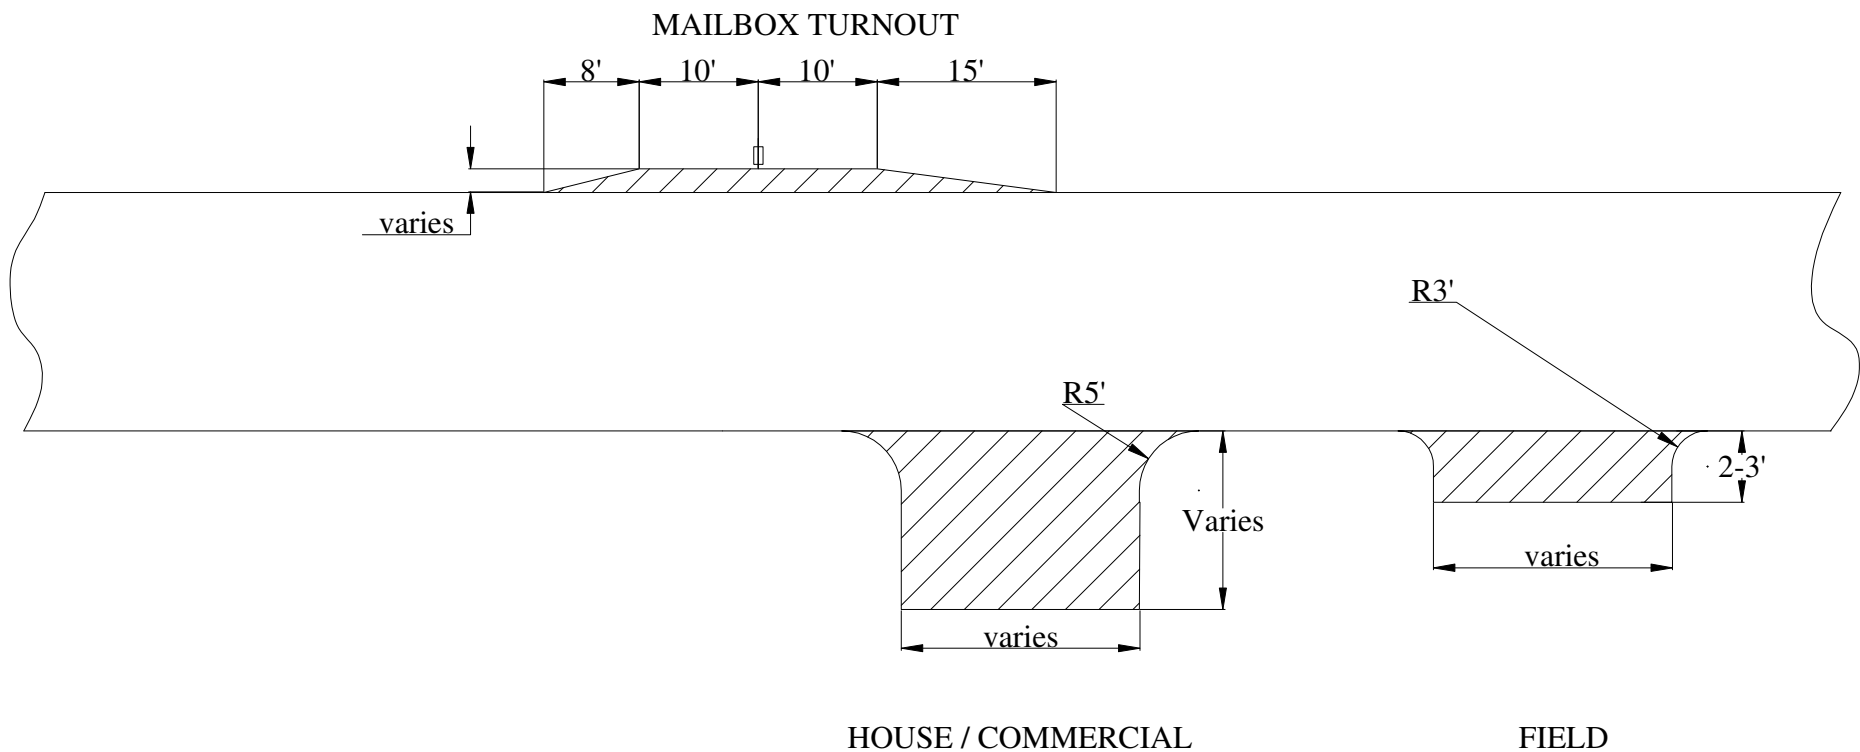 MAILBOX TURNOUT
8' 10' 10' 15'
varies
R3'
R5'
2-3'
Varies
varies
varies
HOUSE / COMMERCIAL FIELD